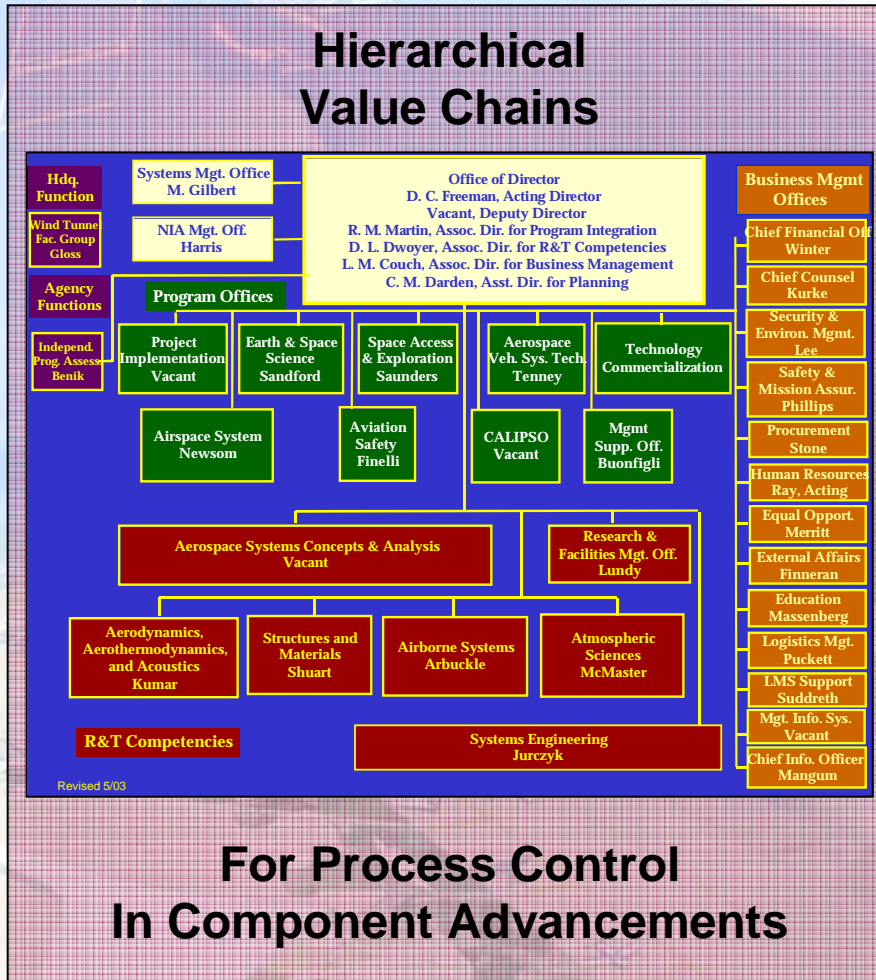 Hierarchical
Value Chains
Hdq.
Function
Wind Tunnel
Fac. Group
Gloss
Agency
Functions
Independ.
Prog. Assess
Benik
Systems Mgt. Office
M. Gilbert
NIA Mgt. Off.
Harris
Office of Director
D. C. Freeman, Acting Director
Vacant, Deputy Director
R. M. Martin, Assoc. Dir. for Program Integration
D. L. Dwoyer, Assoc. Dir. for R&T Competencies
L. M. Couch, Assoc. Dir. for Business Management
C. M. Darden, Asst. Dir. for Planning
Program Offices
Project
Implementation
Vacant
Earth & Space
Science
Sandford
Space Access
& Exploration
Saunders
Aerospace
Veh. Sys. Tech.
Tenney
Technology
Commercialization
Airspace System
Newsom
Aviation
Safety
Finelli
CALIPSO
Vacant
Mgmt
Supp. Off.
Buonfigli
Aerospace Systems Concepts & Analysis
Vacant
Research &
Facilities Mgt. Off.
Lundy
Aerodynamics,
Aerothermodynamics,
and Acoustics
Kumar
Structures and
Materials
Shuart
Airborne Systems
Arbuckle
Atmospheric
Sciences
McMaster
R&T Competencies
Systems Engineering
Jurczyk
Revised 5/03
Business Mgmt
Offices
Chief Financial Off
Winter
Chief Counsel
Kurke
Security &
Environ. Mgmt.
Lee
Safety &
Mission Assur.
Phillips
Procurement
Stone
Human Resources
Ray, Acting
Equal Opport.
Merritt
External Affairs
Finneran
Education
Massenberg
Logistics Mgt.
Puckett
LMS Support
Suddreth
Mgt. Info. Sys.
Vacant
Chief Info. Officer
Mangum
For Process Control
In Component Advancements